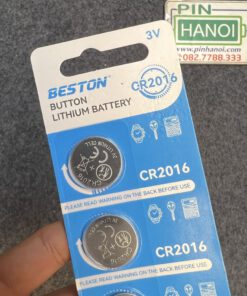 PIN
HANOI
www.pinhanoi.com
082.7788.333
3V
BESTON
CR2016
BUTTON
LITHIUM BATTERY
CR2016
PLEASE READ WARNING ON THE BACK BEFORE USE
CR2016
PLEASE READ WARNING ON THE BACK BEFORE USE